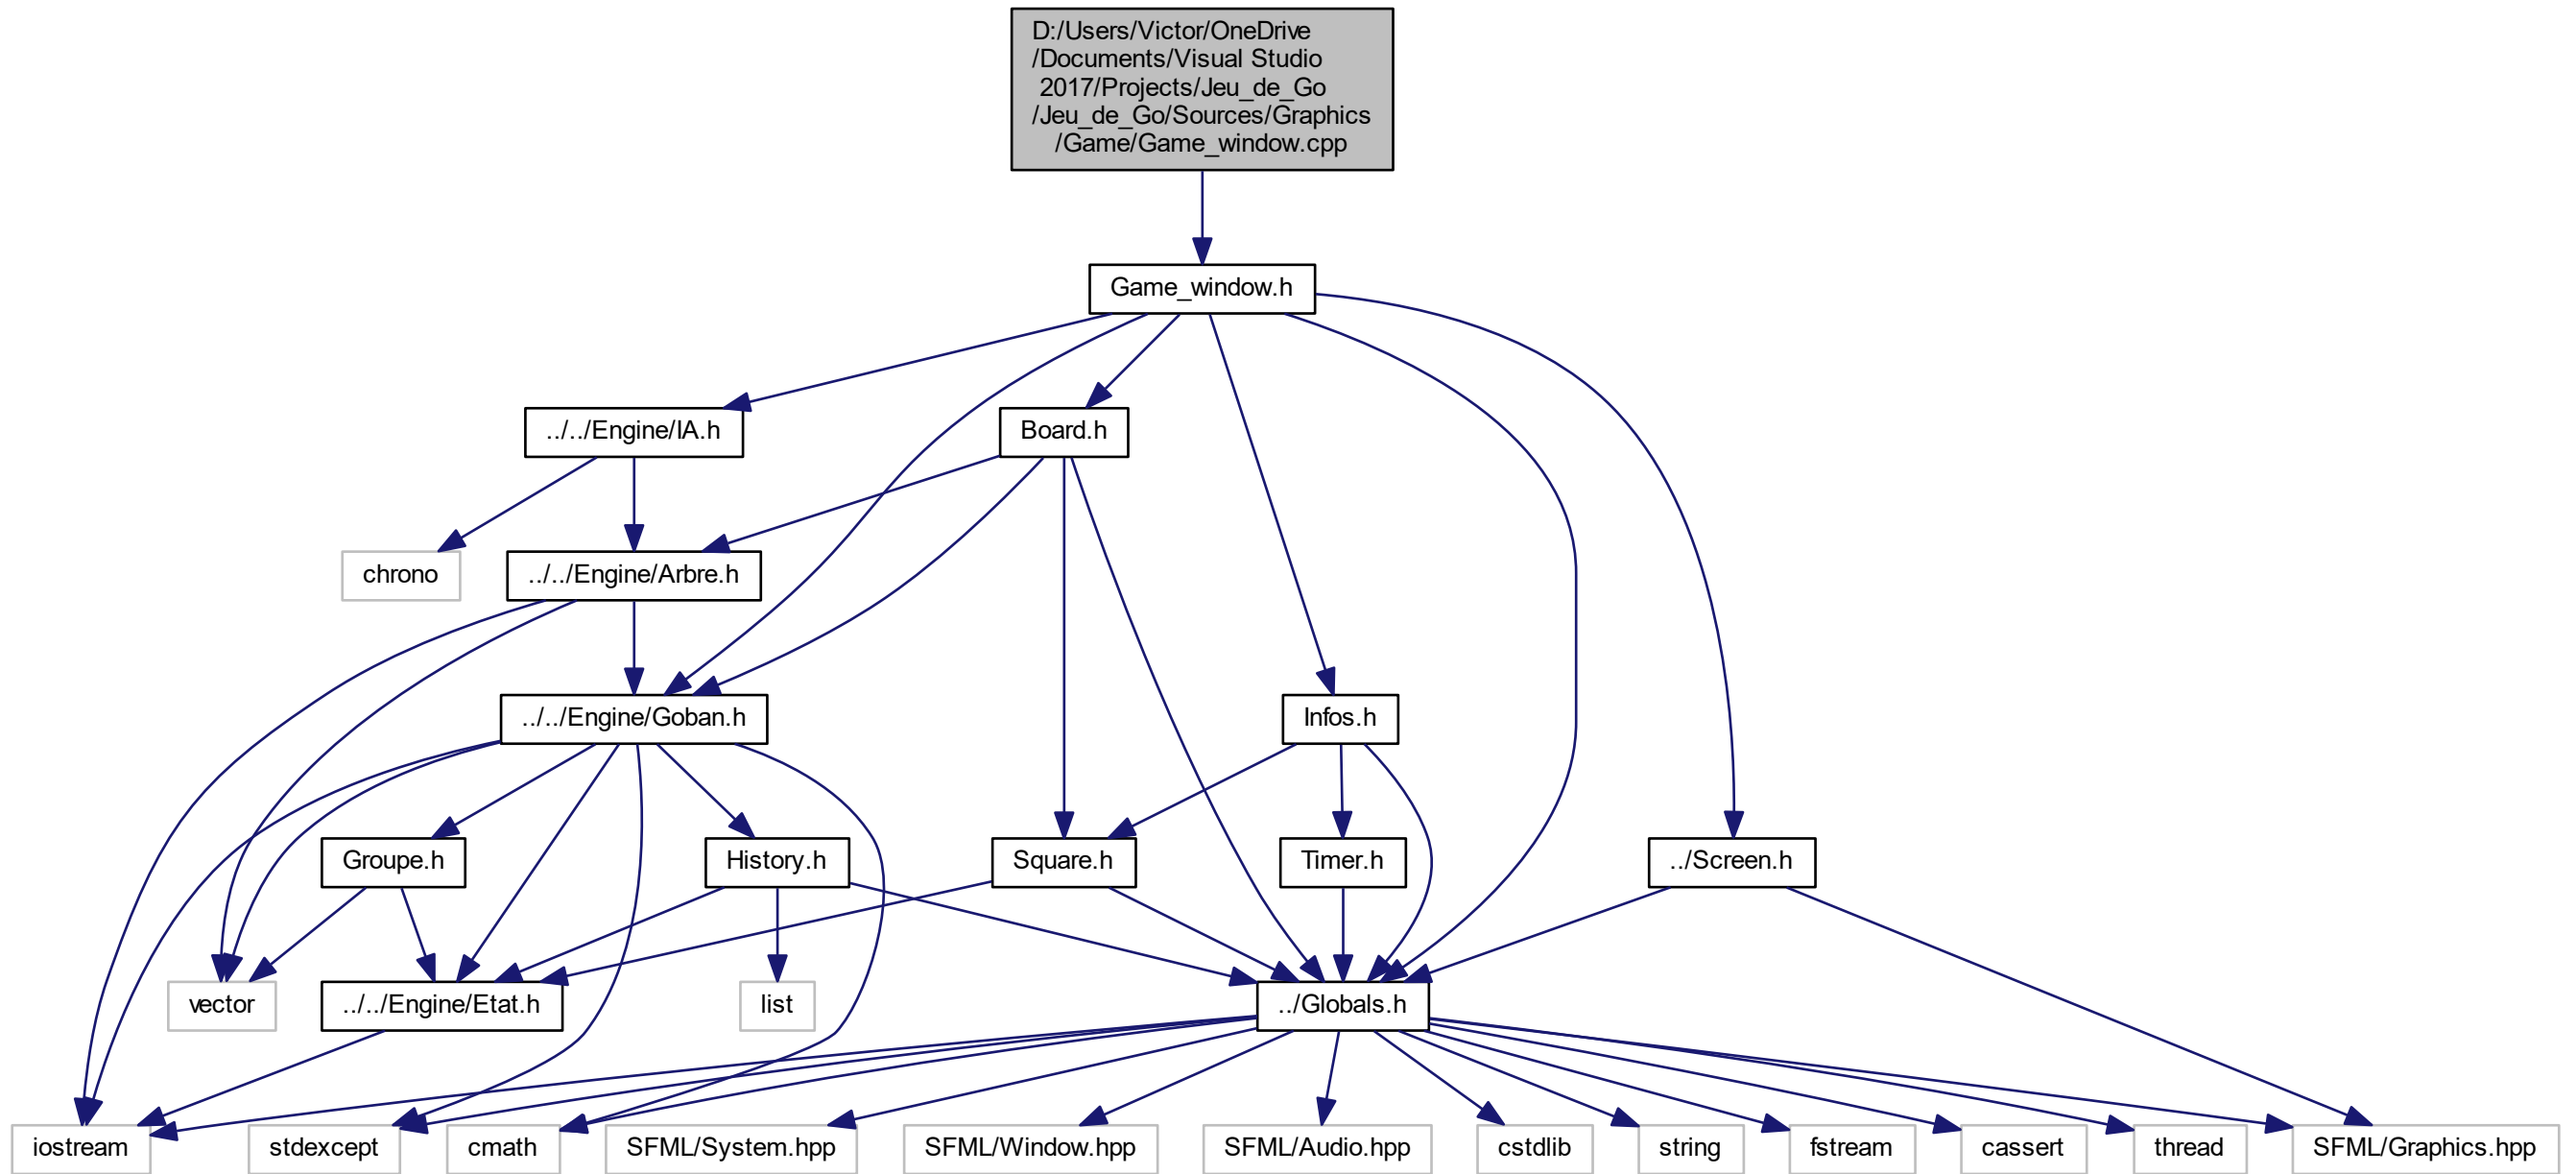 D:/Users/Victor/OneDrive
/Documents/Visual Studio
2017/Projects/Jeu_de_Go
/Jeu_de_Go/Sources/Graphics
/Game/Game_window.cpp
Game_window.h
../../Engine/IA.h
Board.h
chrono
../../Engine/Arbre.h
../../Engine/Goban.h
Infos.h
Groupe.h
History.h
Square.h
Timer.h
../Screen.h
vector
../../Engine/Etat.h
list
../Globals.h
iostream
stdexcept
cmath
SFML/System.hpp
SFML/Window.hpp
SFML/Audio.hpp
cstdlib
string
fstream
cassert
thread
SFML/Graphics.hpp